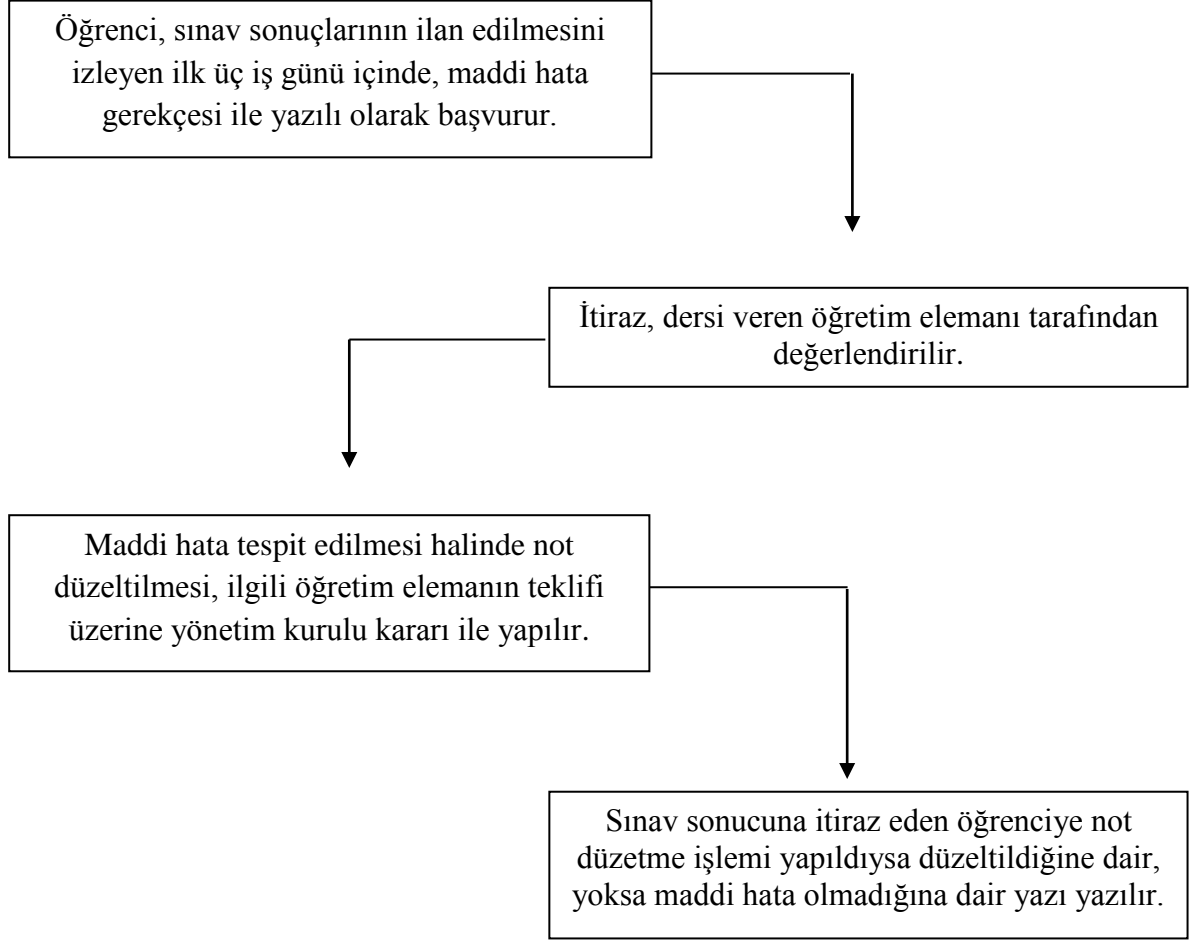 Öğrenci, sınav sonuçlarının ilan edilmesini
izleyen ilk üç iş günü içinde, maddi hata
gerekçesi ile yazılı olarak başvurur.
İtiraz, dersi veren öğretim elemanı tarafından
değerlendirilir.
Maddi hata tespit edilmesi halinde not
düzeltilmesi, ilgili öğretim elemanın teklifi
üzerine yönetim kurulu kararı ile yapılır.
Sınav sonucuna itiraz eden öğrenciye not
düzetme işlemi yapıldıysa düzeltildiğine dair,
yoksa maddi hata olmadığına dair yazı yazılır.